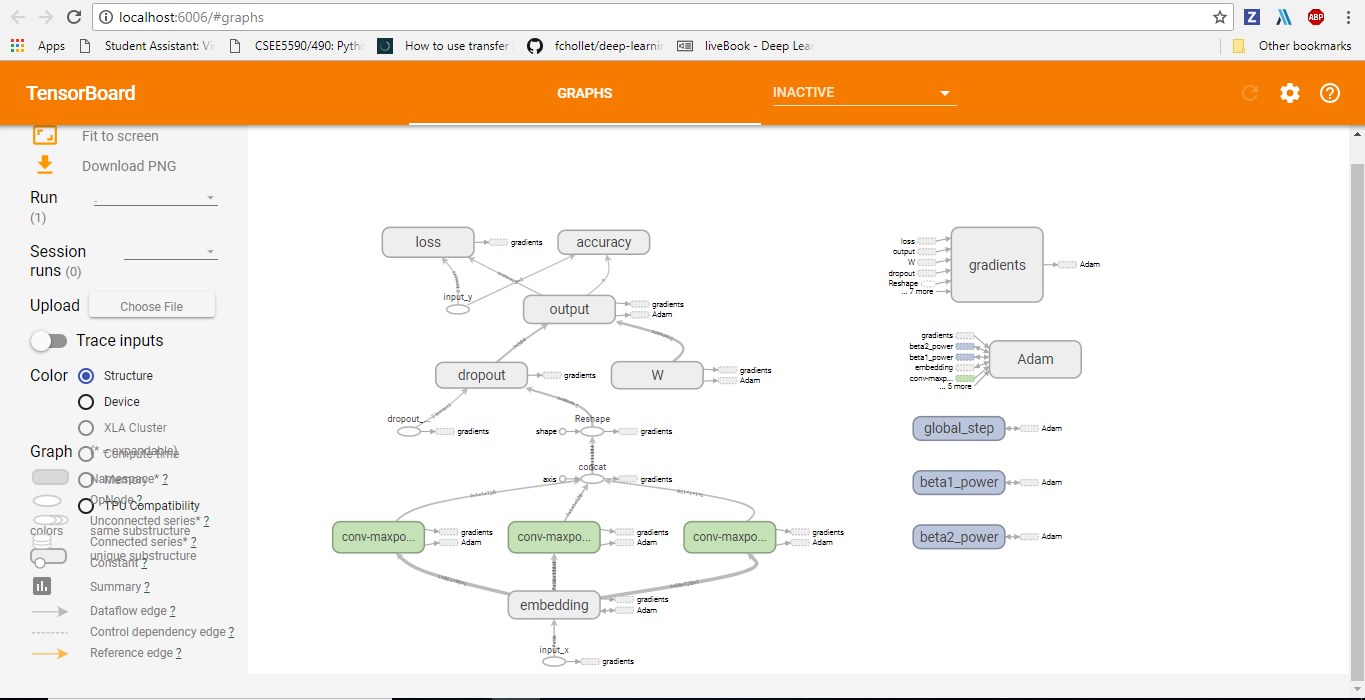 localhost:6006/#graphs
Apps Student Assistant: Vi CSEE5590/490: Pytho How to use transfer fchollet/deep-learnin liveBook - Deep Lear Other bookmarks
TensorBoard GRAPHS INACTIVE
Fit to screen
Download PNG
Run .
(1)
Session
runs (0)
Upload Choose File
Trace inputs
Color Structure
Device
XLA Cluster
Graph (* = expandable)
Compute time
Namespace* ?
Memory
OpNode ?
TPU Compatibility
Unconnected series* ?
colors same substructure
Connected series* ?
unique substructure
Constant ?
Summary ?
Dataflow edge ?
Control dependency edge ?
Reference edge ?
loss gradients accuracy
input_y
output gradients
Adam
dropout gradients W gradients
Adam
dropout_... gradients
Reshape
shape gradients
concat
axis gradients
conv-maxpo... gradients
Adam
conv-maxpo... gradients
Adam
conv-maxpo... gradients
Adam
embedding gradients
Adam
input_x
gradients
loss
output
W
dropout
Reshape
... 7 more
gradients Adam
gradients
beta2_power
beta1_power
embedding
conv-maxp...
... 5 more
Adam
global_step Adam
beta1_power Adam
beta2_power Adam
ABP
Z